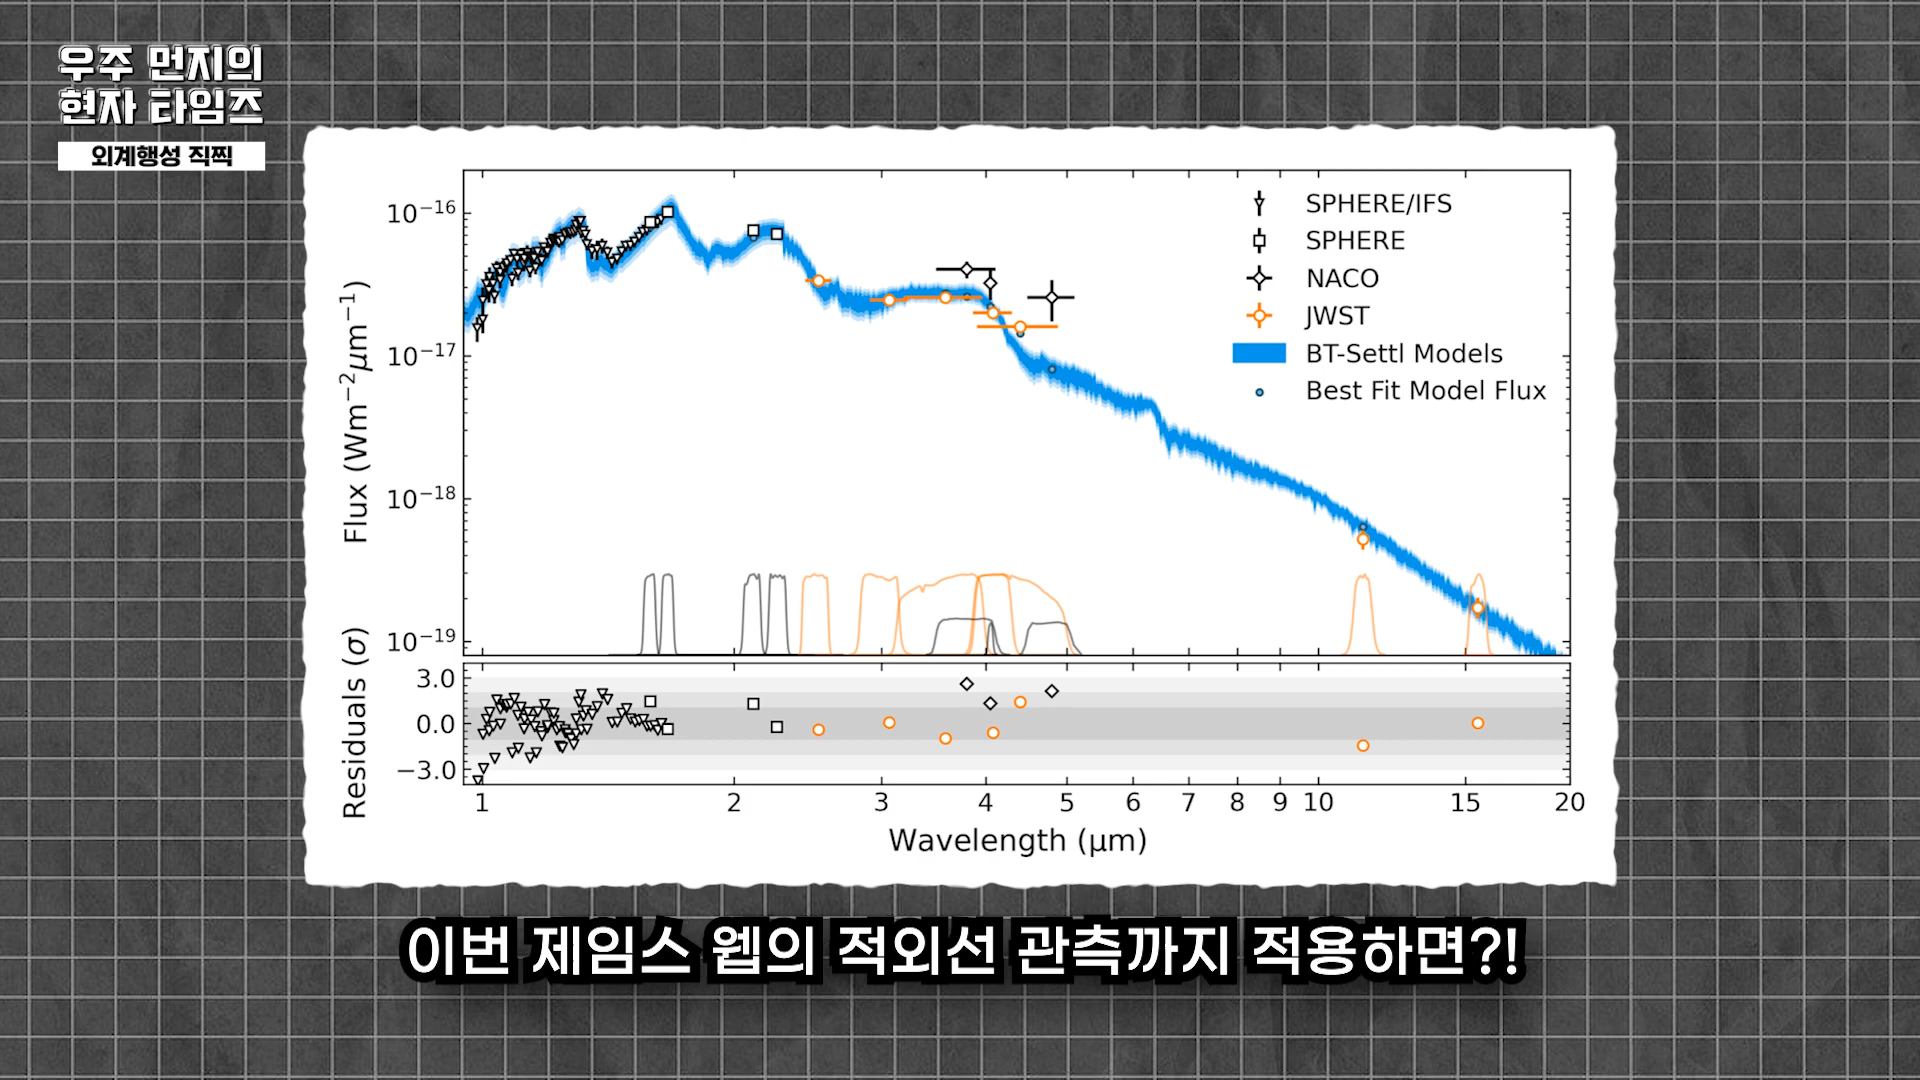 우주 먼지의
현자 타임즈
외계행성 직찍
10−16
10−17
10−18
10−19
Flux (Wm−2μm−1)
SPHERE/IFS
SPHERE
NACO
JWST
BT-Settl Models
Best Fit Model Flux
Residuals (σ)
3.0
0.0
−3.0
1 2 3 4 5 6 7 8 9 10 15 20
Wavelength (μm)
이번 제임스 웹의 적외선 관측까지 적용하면?!